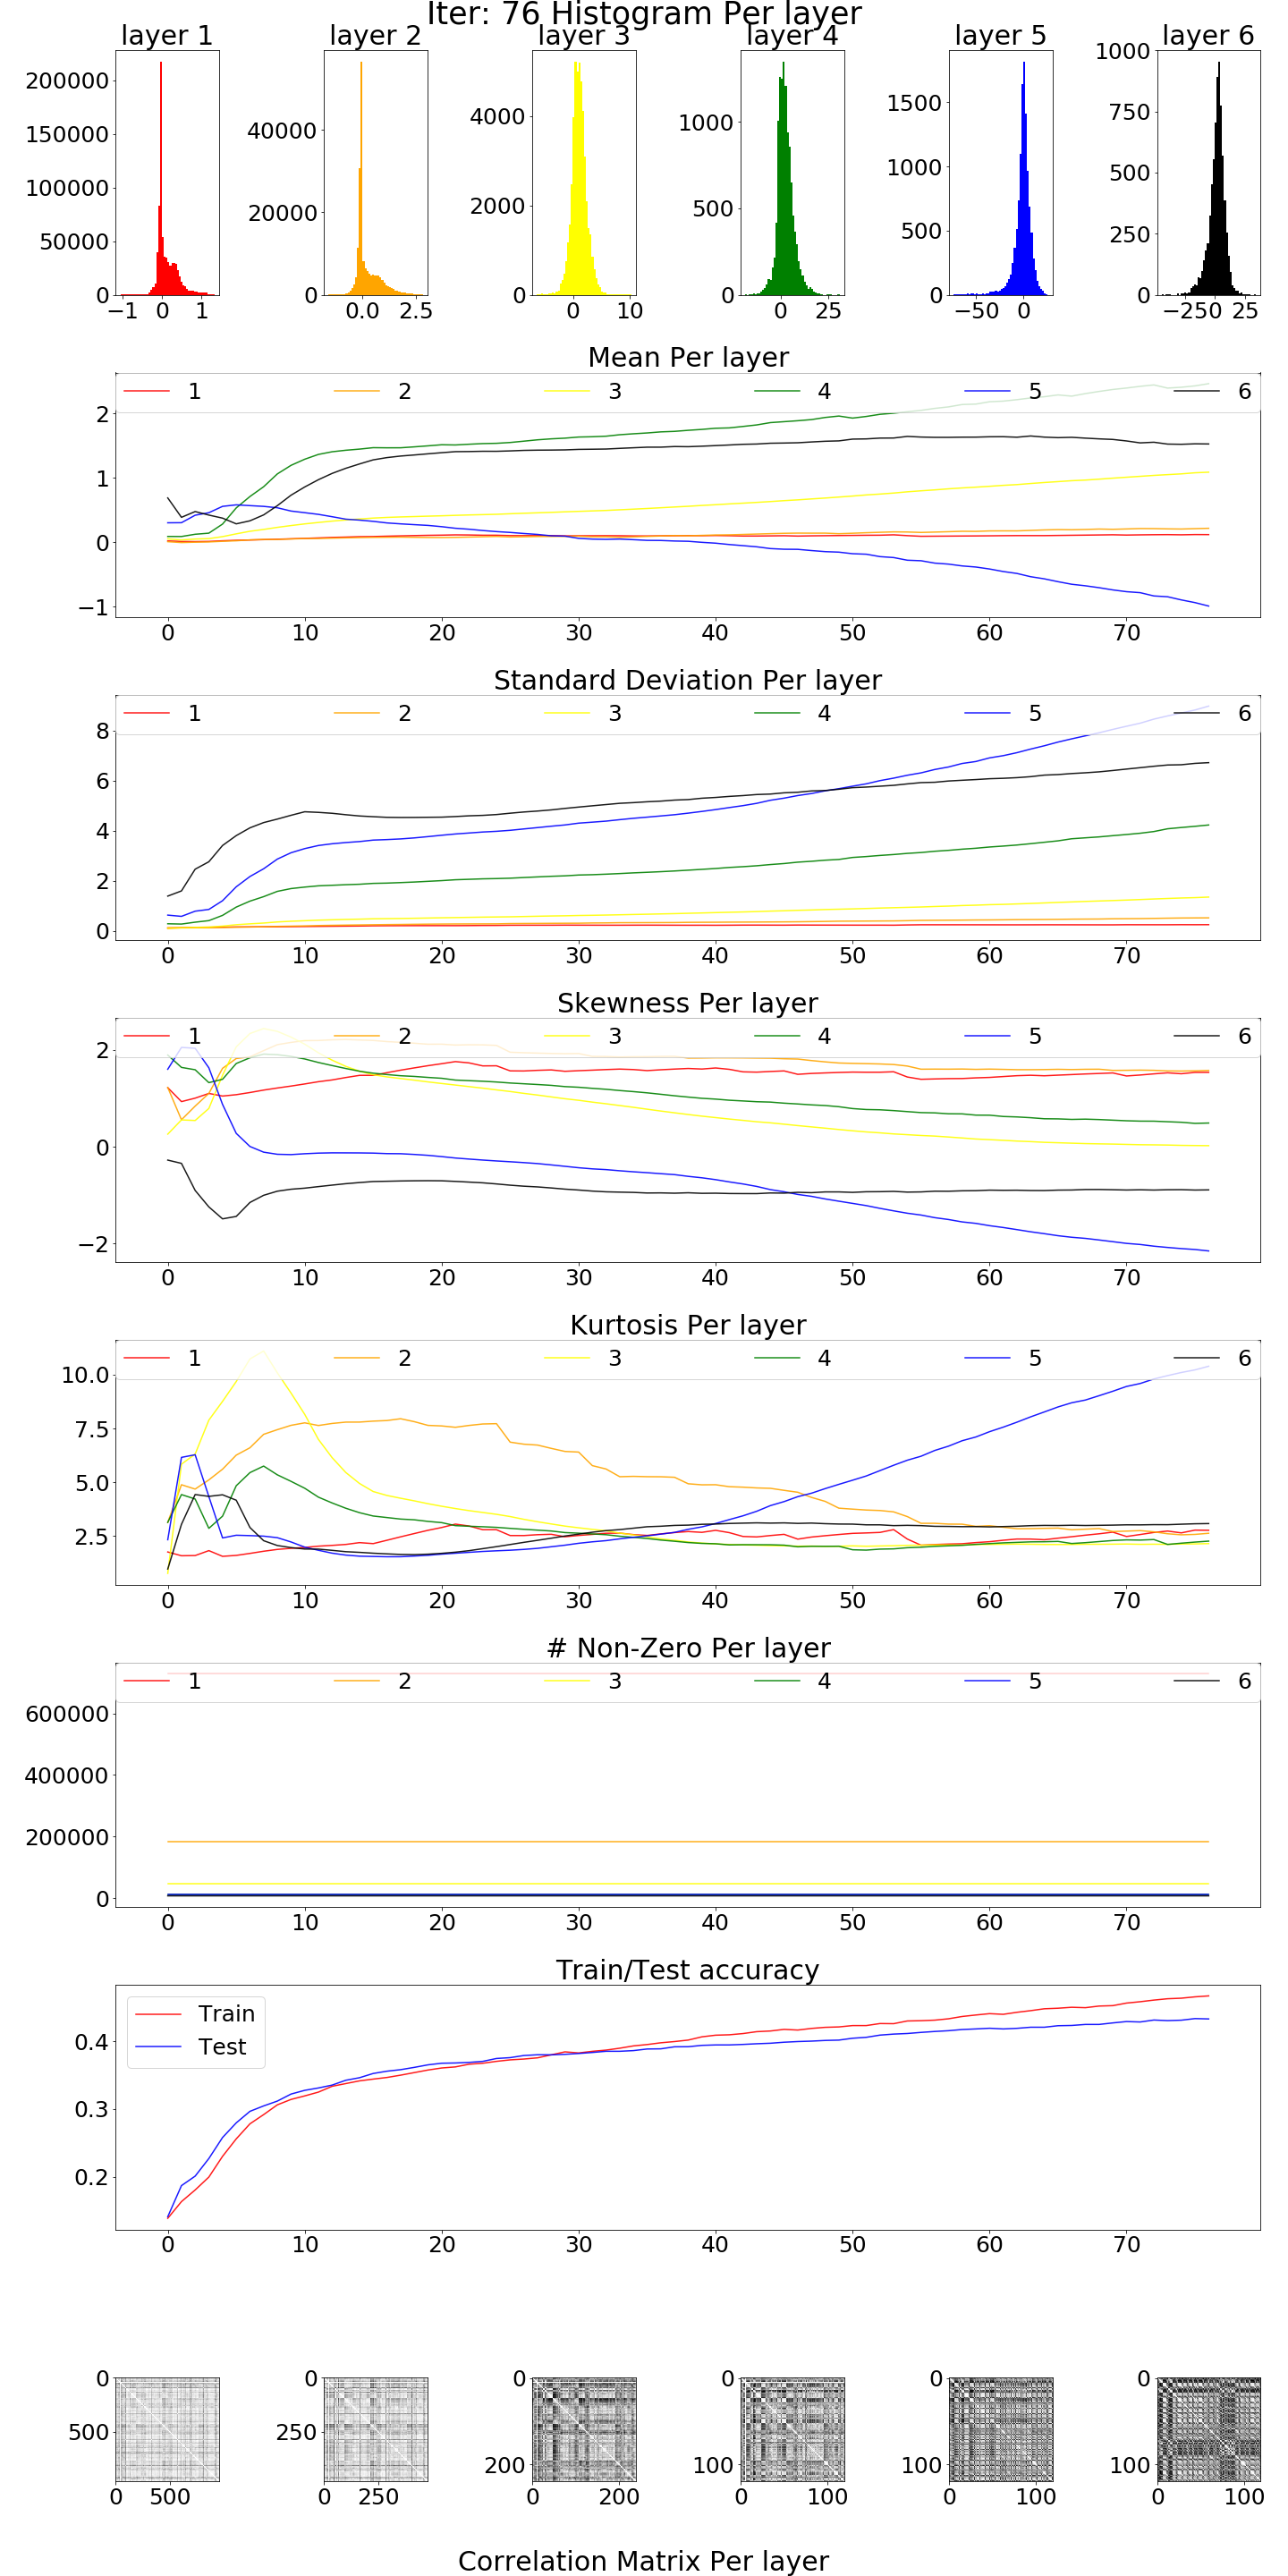 Iter: 76 Histogram Per layer
layer 1 layer 2 layer 3 layer 4 layer 5 layer 6
200000
150000
100000
50000
0
−1 0 1
40000
20000
0
0.0 2.5
4000
2000
0
0 10
1000
500
0
0 25
1500
1000
500
0
−50 0
1000
750
500
250
0
−25 0 25
Mean Per layer
1 2 3 4 5 6
2
1
0
−1
0 10 20 30 40 50 60 70
Standard Deviation Per layer
1 2 3 4 5 6
8
6
4
2
0
0 10 20 30 40 50 60 70
Skewness Per layer
1 2 3 4 5 6
2
0
−2
0 10 20 30 40 50 60 70
Kurtosis Per layer
1 2 3 4 5 6
10.0
7.5
5.0
2.5
0 10 20 30 40 50 60 70
# Non-Zero Per layer
1 2 3 4 5 6
600000
400000
200000
0
0 10 20 30 40 50 60 70
Train/Test accuracy
Train
Test
0.4
0.3
0.2
0 10 20 30 40 50 60 70
0
500
0 500
0
250
0 250
0
200
0 200
0
100
0 100
0
100
0 100
0
100
0 100
Correlation Matrix Per layer